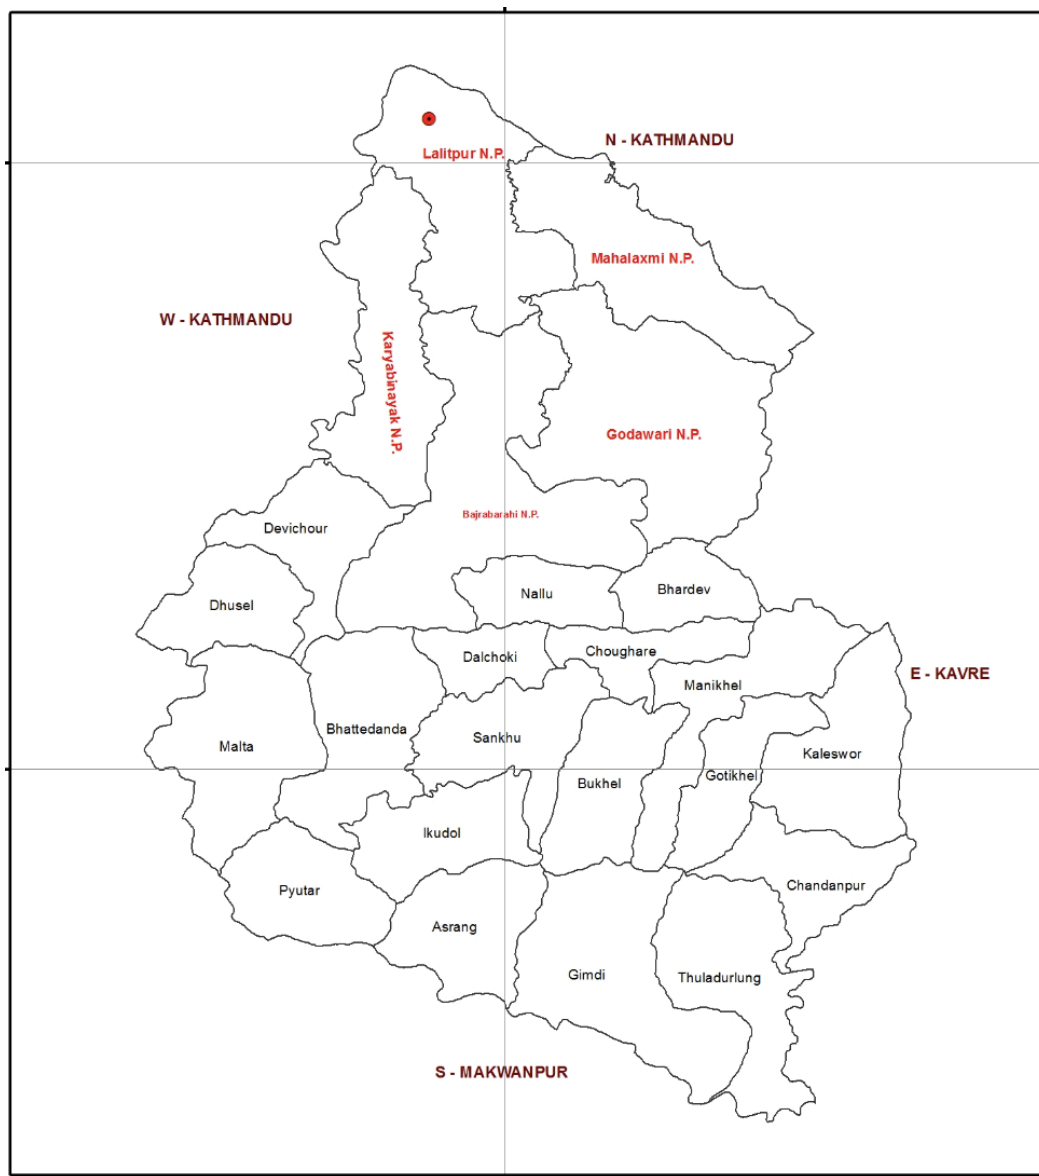 N - KATHMANDU
Lalitpur N.P.
Mahalaxmi N.P.
W - KATHMANDU
Karyabinayak N.P.
Godawari N.P.
Bajrabarahi N.P.
Devichour
Nallu
Bhardev
Dhusel
Choughare
Dalchoki
E - KAVRE
Manikhel
Bhattedanda
Sankhu
Malta
Kaleswor
Gotikhel
Bukhel
Ikudol
Chandanpur
Pyutar
Asrang
Gimdi
Thuladurlung
S - MAKWANPUR